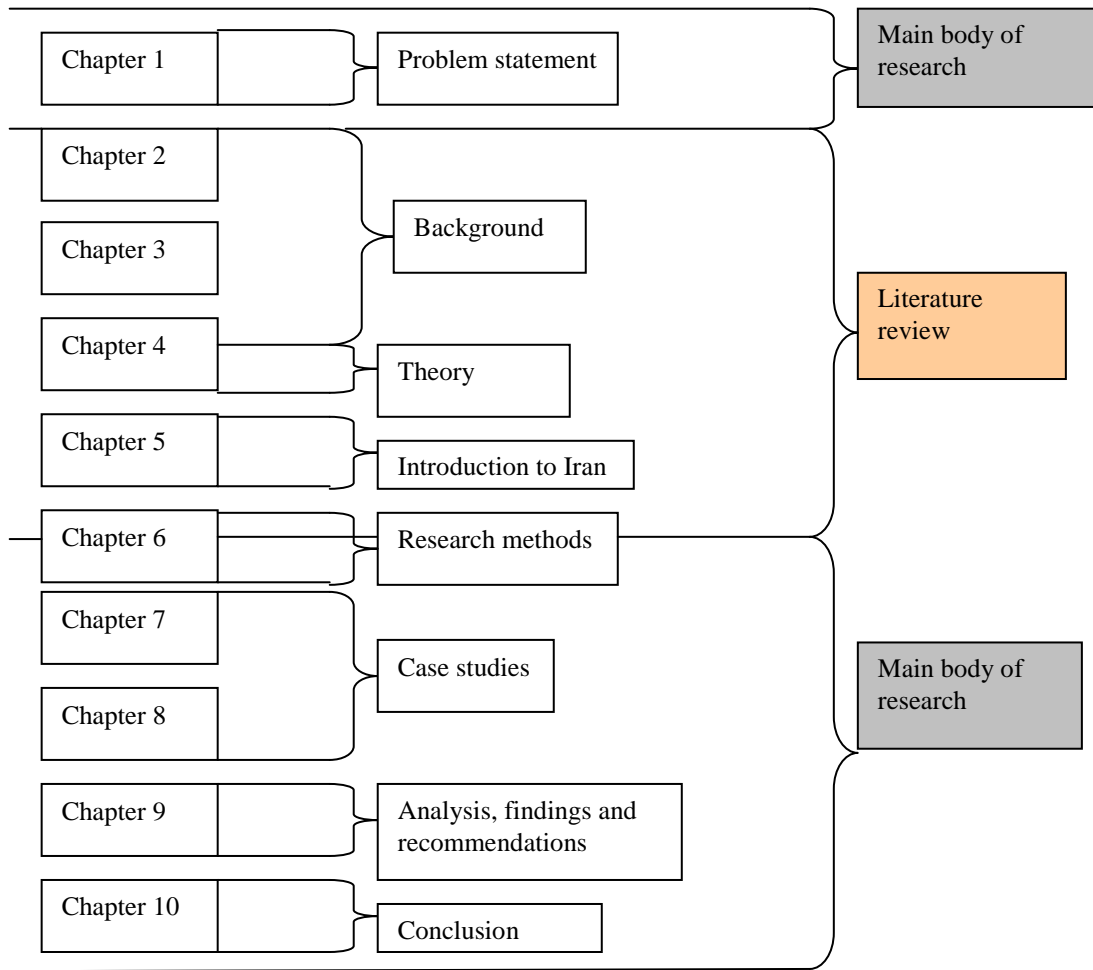 Chapter 1
Problem statement
Main body of
research
Chapter 2
Chapter 3
Background
Chapter 4
Theory
Literature
review
Chapter 5
Introduction to Iran
Chapter 6
Research methods
Chapter 7
Chapter 8
Case studies
Main body of
research
Chapter 9
Analysis, findings and
recommendations
Chapter 10
Conclusion